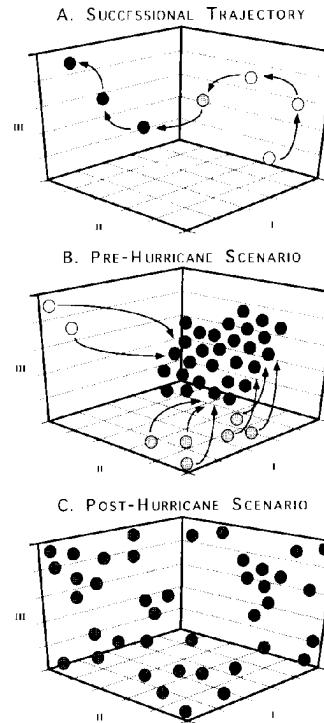 A. SUCCESSIONAL TRAJECTORY
III
II
I
B. PRE-HURRICANE SCENARIO
III
II
I
C. POST-HURRICANE SCENARIO
III
II
I